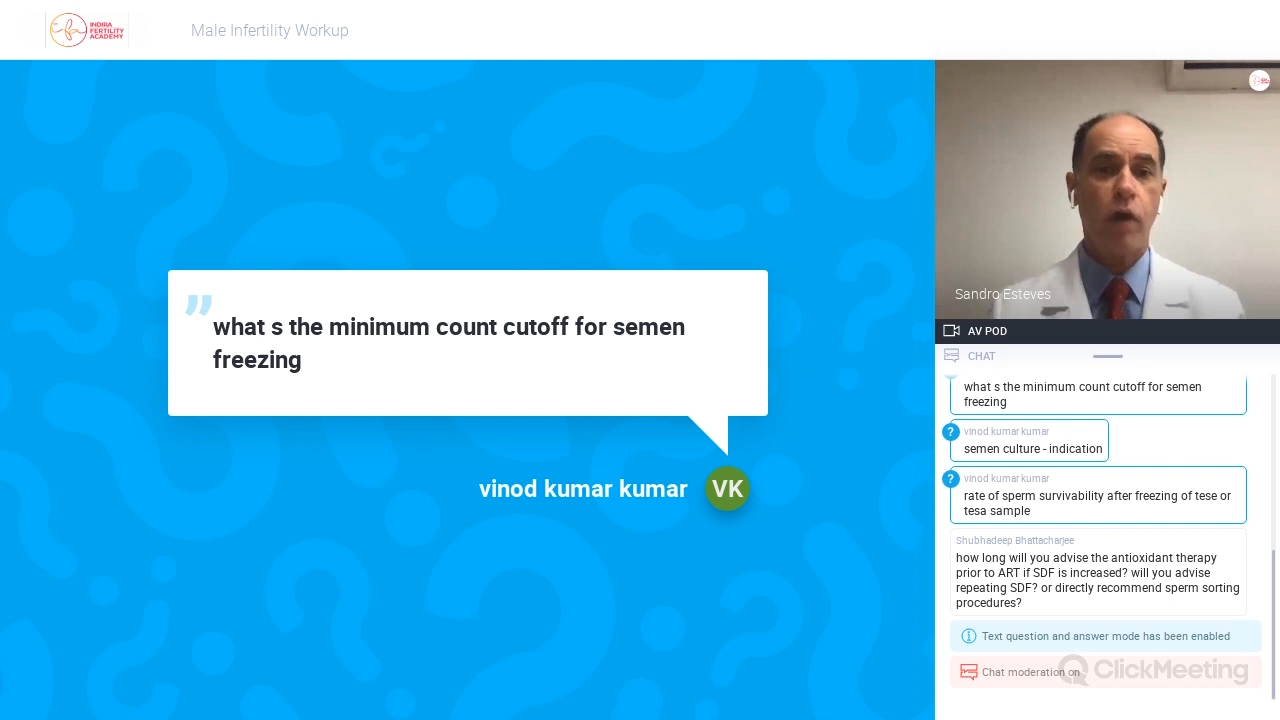 INDIRA
FERTILITY
ACADEMY
Male Infertility Workup
what s the minimum count cutoff for semen
freezing
vinod kumar kumar
VK
Sandro Esteves
AV POD
CHAT
what s the minimum count cutoff for semen
freezing
?
vinod kumar kumar
semen culture - indication
?
vinod kumar kumar
rate of sperm survivability after freezing of tese or
tesa sample
Shubhadeep Bhattacharjee
how long will you advise the antioxidant therapy
prior to ART if SDF is increased? will you advise
repeating SDF? or directly recommend sperm sorting
procedures?
Text question and answer mode has been enabled
Chat moderation on
ClickMeeting